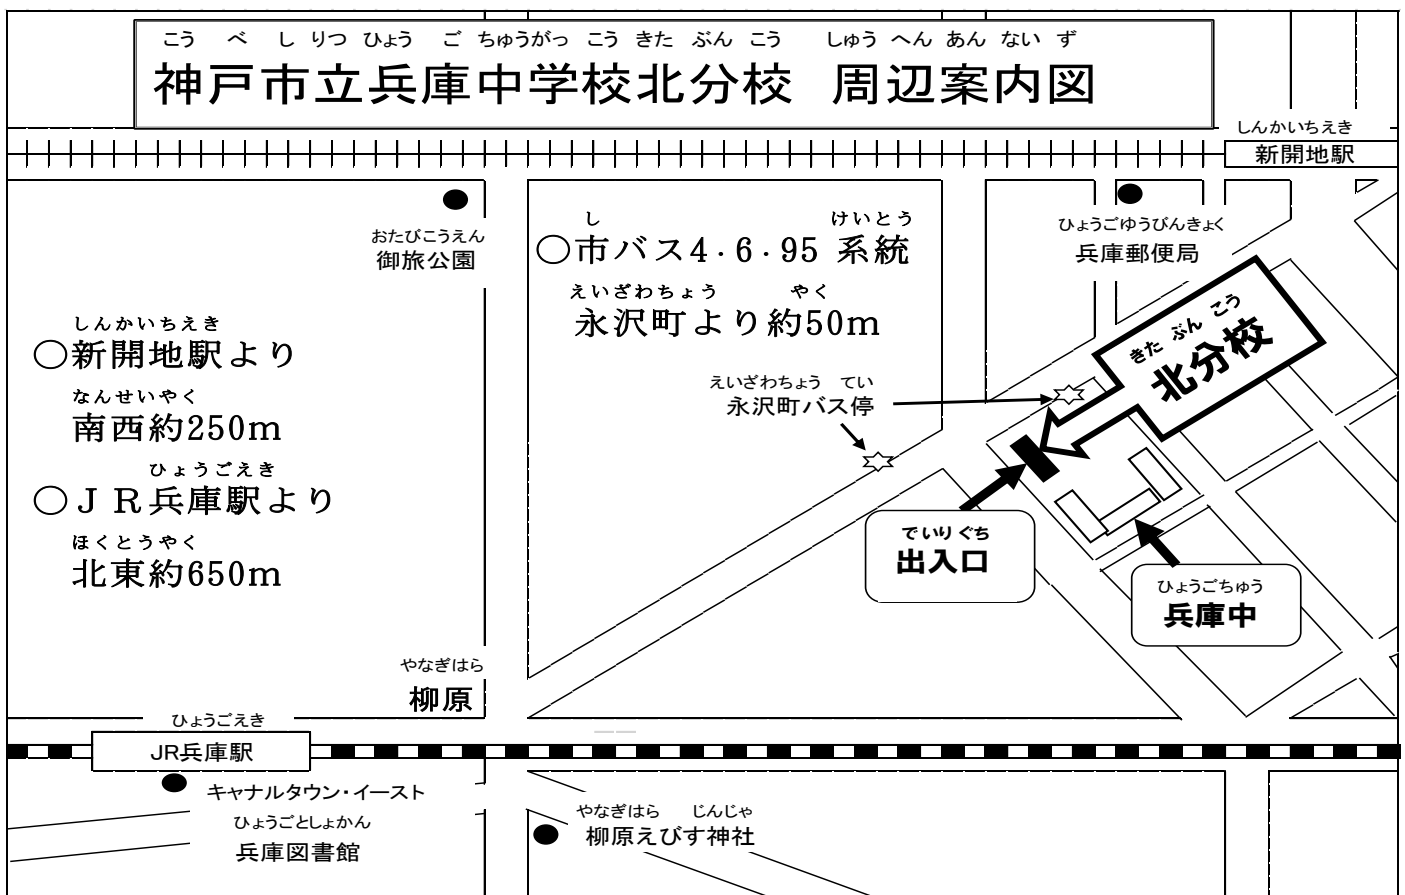 こう べ し りつ ひょう ご ちゅうがっ こう きた ぶん こう しゅう へん あん ない ず
神戸市立兵庫中学校北分校 周辺案内図
しんかいちえき
新開地駅
おたびこうえん
御旅公園
し けいとう
○市バス4.6.95 系統
えいざわちょう やく
永沢町より約50m
ひょうごゆうびんきょく
兵庫郵便局
しんかいちえき
○新開地駅より
なんせいやく
南西約250m
ひょうごえき
○JR兵庫駅より
ほくとうやく
北東約650m
えいざわちょう てい
永沢町バス停
きた ぶん こう
北分校
でいりぐち
出入口
ひょうごちゅう
兵庫中
やなぎはら
柳原
ひょうごえき
JR兵庫駅
キャナルタウン・イースト
ひょうごとしょかん
兵庫図書館
やなぎはら じんじゃ
柳原えびす神社